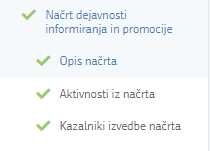 Načrt dejavnosti
informiranja in promocije
Opis načrta
Aktivnosti iz načrta
Kazalniki izvedbe načrta